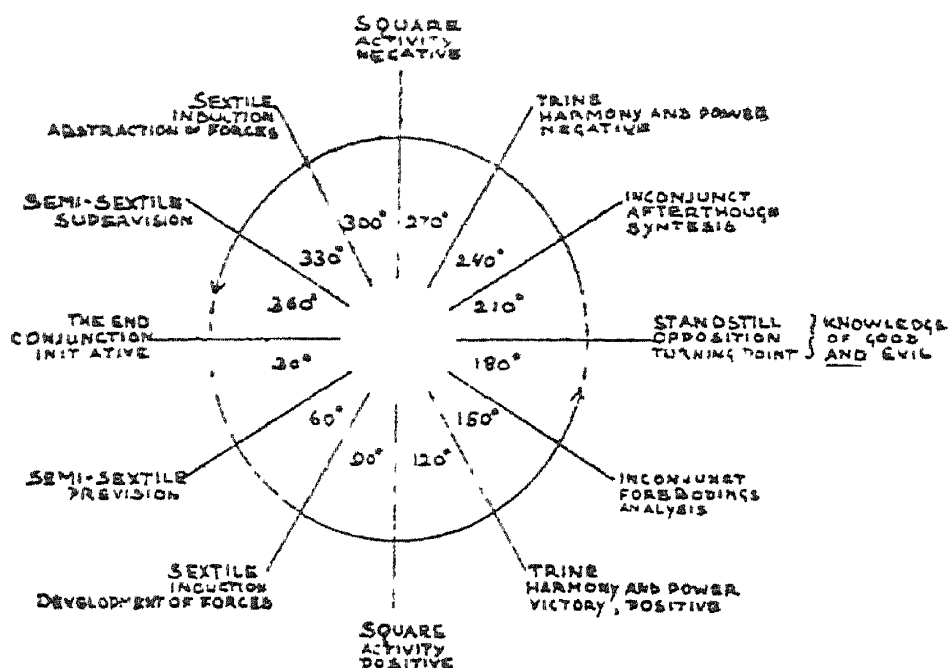 SQUARE
ACTIVITY
NEGATIVE
SEXTILE
INDUCTION
ABSTRACTION OF FORCES
TRINE
HARMONY AND POWER
NEGATIVE
SEMI-SEXTILE
SUPERVISION
INCONJUNCT
AFTERTHOUGH
SYNTESIS
300° 270°
330° 240°
360° 210°
THE END
CONJUNCTION
INITIATIVE
STANDSTILL
OPPOSITION
TURNING POINT
KNOWLEDGE
OF GOOD
AND EVIL
30° 180°
60° 150°
90° 120°
SEMI-SEXTILE
PREVISION
INCONJUNCT
FOREBODINGS
ANALYSIS
SEXTILE
INDUCTION
DEVELOPMENT OF FORCES
TRINE
HARMONY AND POWER
VICTORY, POSITIVE
SQUARE
ACTIVITY
POSITIVE